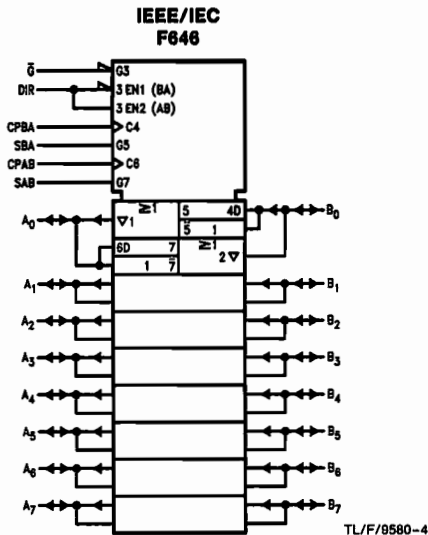 IEEE/IEC
F646
G̅ G3
DIR 3 EN1 (BA)
3 EN2 (AB)
CPBA C4
SBA G5
CPAB C6
SAB G7
A₀ ▽1 ≥1 5 4D B₀
5̅ 1
6D 7 ≥1
1 7̅ 2▽
A₁ B₁
A₂ B₂
A₃ B₃
A₄ B₄
A₅ B₅
A₆ B₆
A₇ B₇
TL/F/9580-4